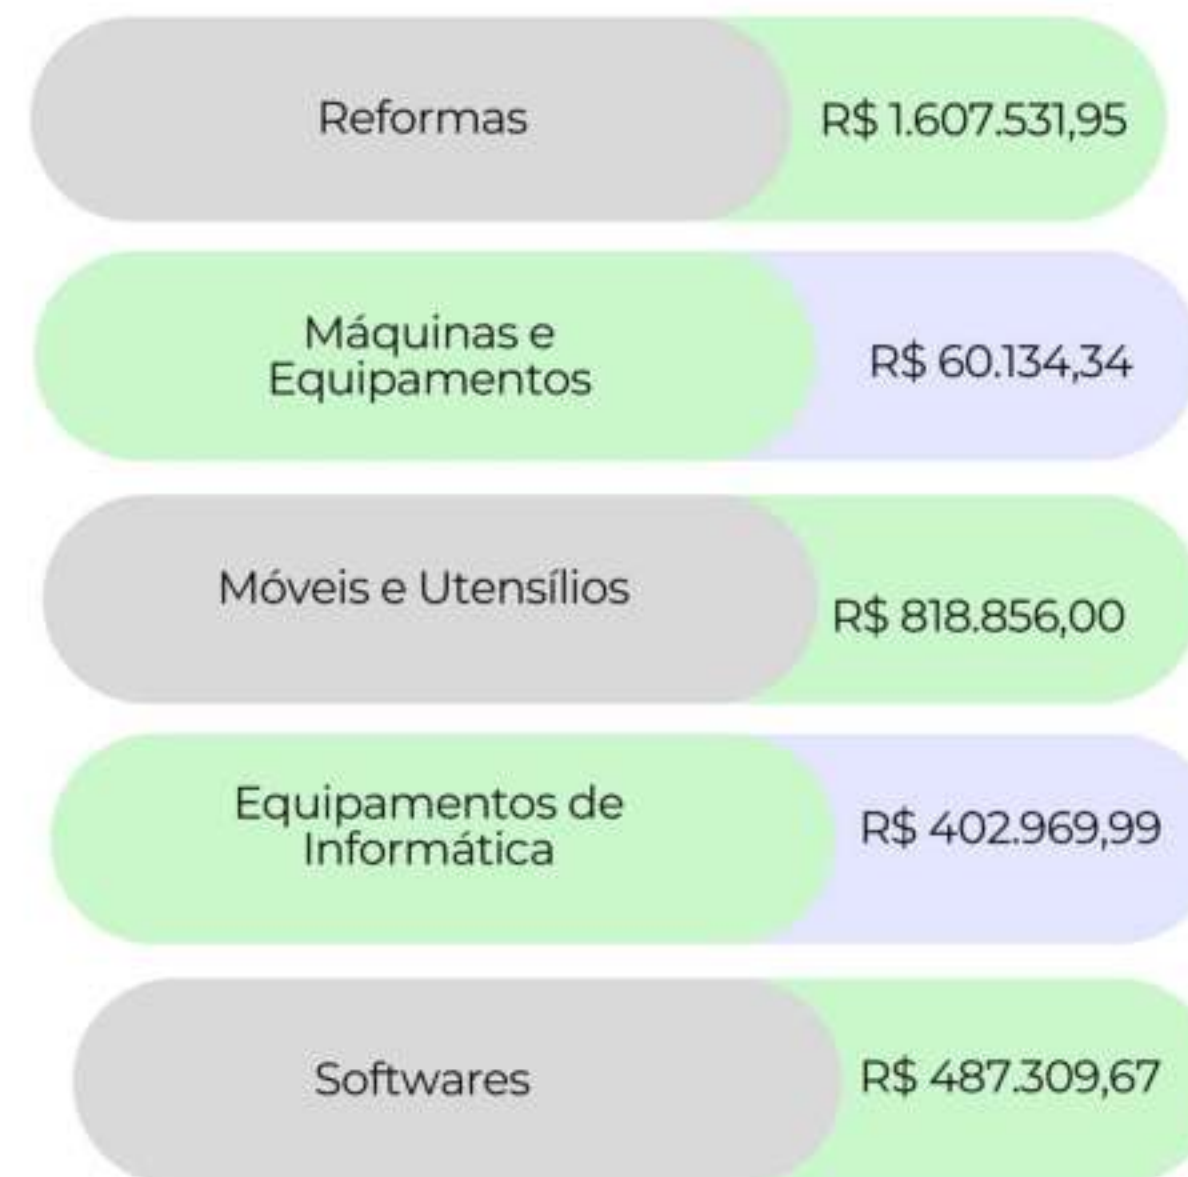 Reformas
R$ 1.607.531,95
Máquinas e
Equipamentos
R$ 60.134,34
Móveis e Utensílios
R$ 818.856,00
Equipamentos de
Informática
R$ 402.969,99
Softwares
R$ 487.309,67